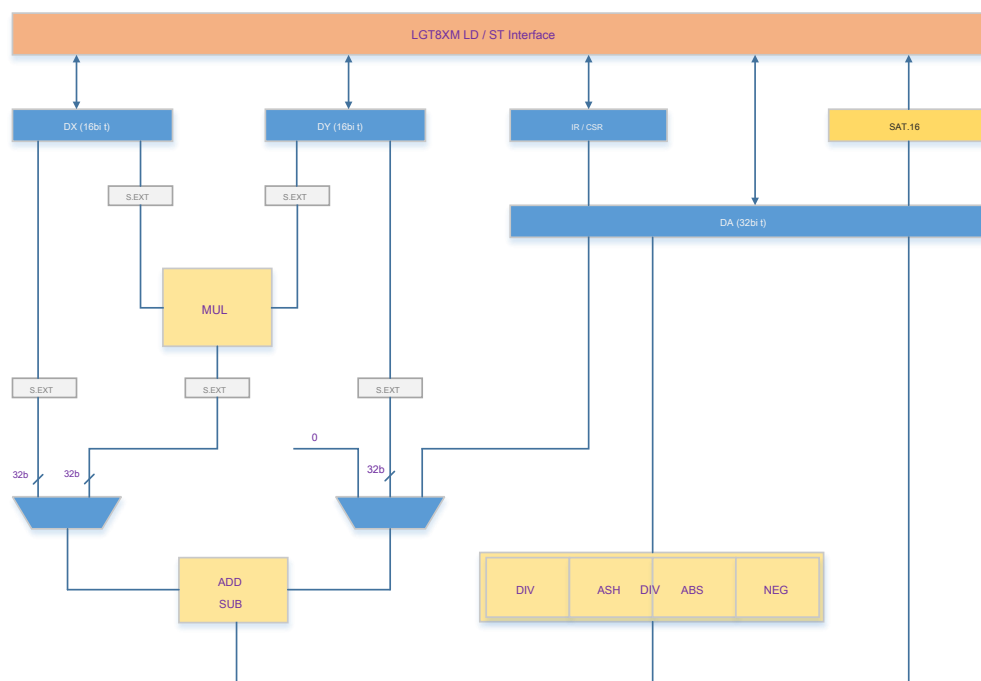 LGT8XM LD / ST Interface
DX (16bi t)
DY (16bi t)
IR / CSR
SAT.16
S.EXT
S.EXT
DA (32bi t)
MUL
S.EXT
S.EXT
S.EXT
0
32b
32b
32b
ADD
SUB
DIV
ASH
DIV
ABS
NEG